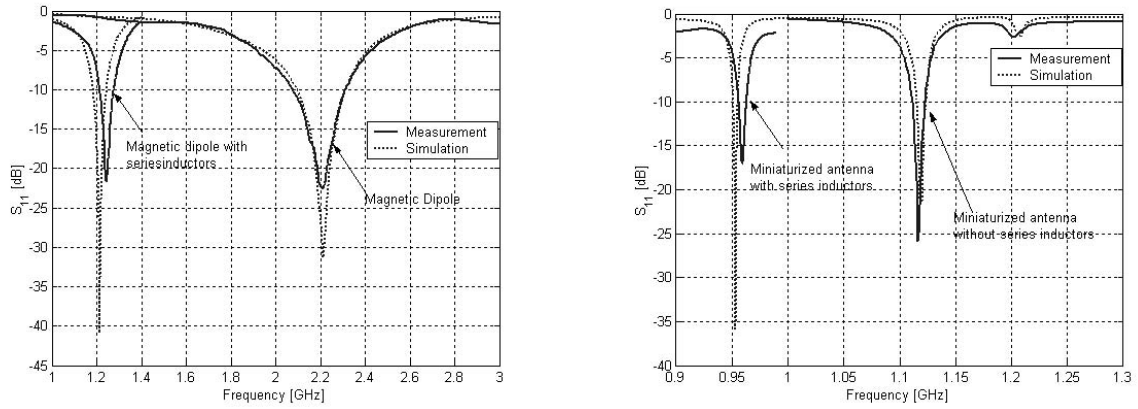 0
-5
-10
-15
-20
-25
-30
-35
-40
-45
S11 [dB]
1
1.2
1.4
1.6
1.8
2
2.2
2.4
2.6
2.8
3
Frequency [GHz]
Magnetic dipole with
seriesinductors
Measurement
Simulation
Magnetic Dipole
0
-5
-10
-15
-20
-25
-30
-35
-40
S11 [dB]
0.9
0.95
1
1.05
1.1
1.15
1.2
1.25
1.3
Frequency [GHz]
Measurement
Simulation
Miniaturized antenna
with series inductors
Miniaturized antenna
without series inductors